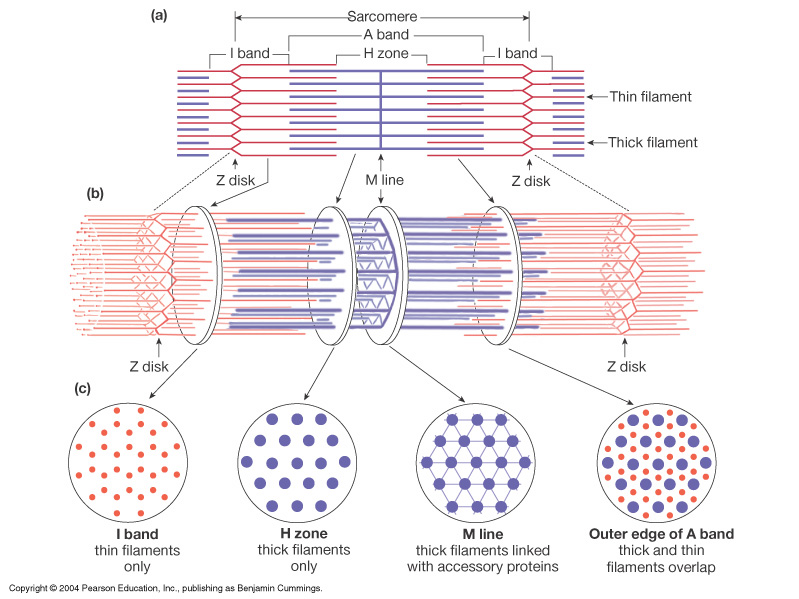 (a)
Sarcomere
A band
I band
H zone
I band
Thin filament
Thick filament
Z disk
M line
Z disk
(b)
Z disk
Z disk
(c)
I band
thin filaments
only
H zone
thick filaments
only
M line
thick filaments linked
with accessory proteins
Outer edge of A band
thick and thin
filaments overlap
Copyright © 2004 Pearson Education, Inc., publishing as Benjamin Cummings.